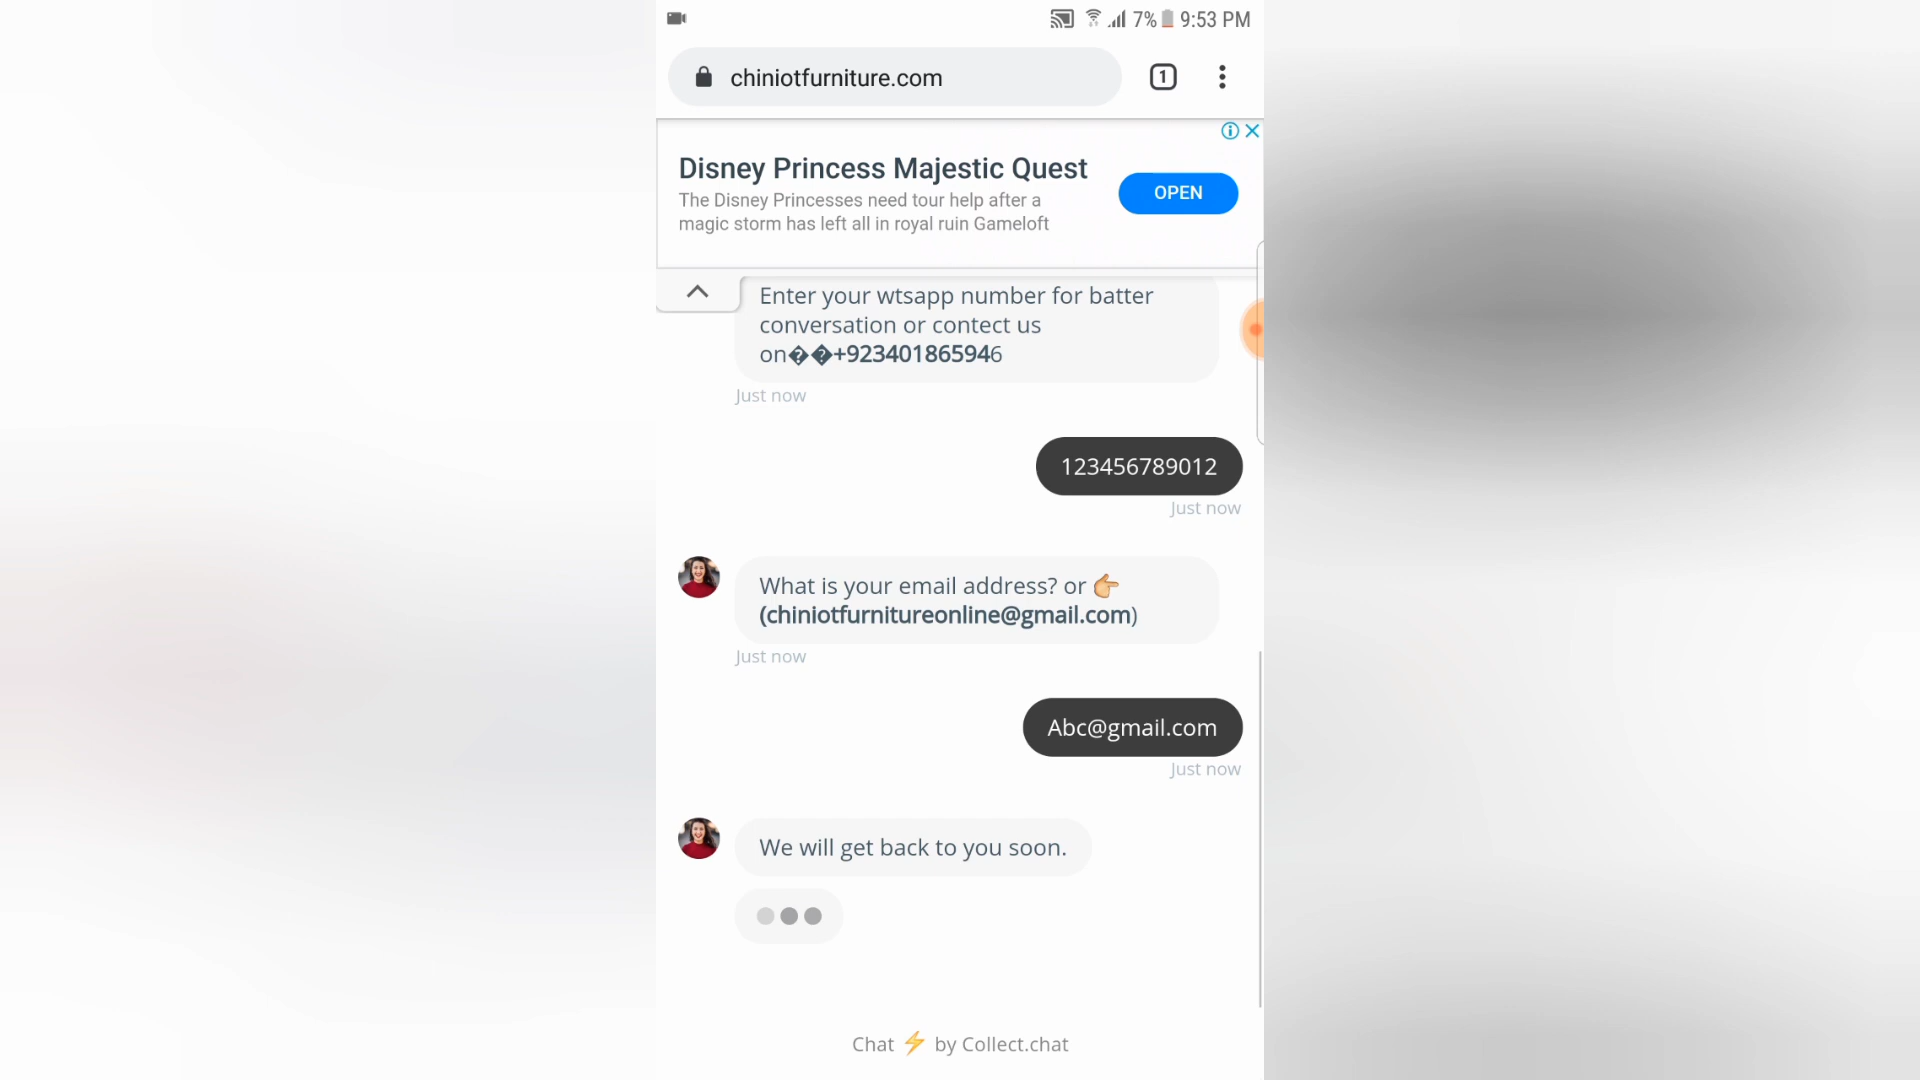 7% 9:53 PM
chiniotfurniture.com
1
Disney Princess Majestic Quest
The Disney Princesses need tour help after a
magic storm has left all in royal ruin Gameloft
OPEN
Enter your wtsapp number for batter
conversation or contect us
on��+923401865946
Just now
123456789012
Just now
What is your email address? or 👉
(chiniotfurnitureonline@gmail.com)
Just now
Abc@gmail.com
Just now
We will get back to you soon.
Chat ⚡ by Collect.chat